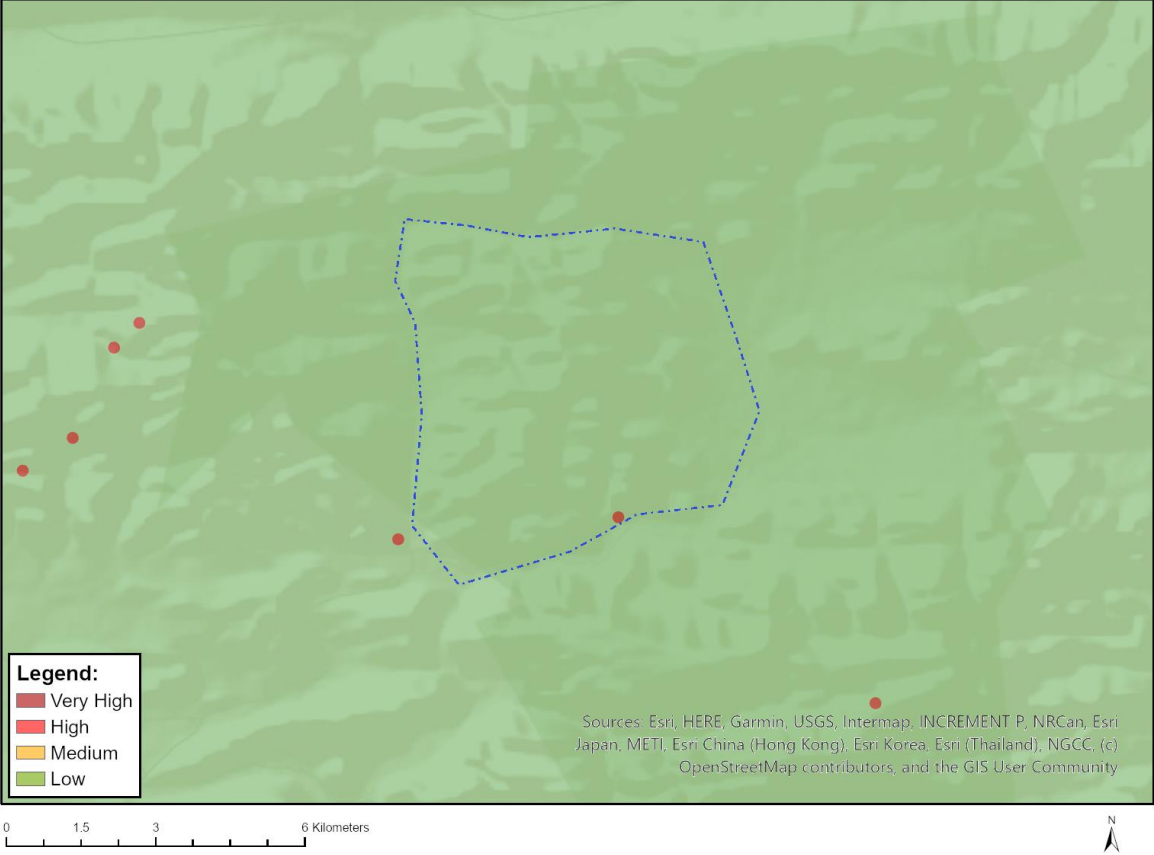 Legend:
Very High
High
Medium
Low
Sources: Esri, HERE, Garmin, USGS, Intermap, INCREMENT P, NRCan, Esri
Japan, METI, Esri China (Hong Kong), Esri Korea, Esri (Thailand), NGCC, (c)
OpenStreetMap contributors, and the GIS User Community
0 1.5 3 6 Kilometers
N